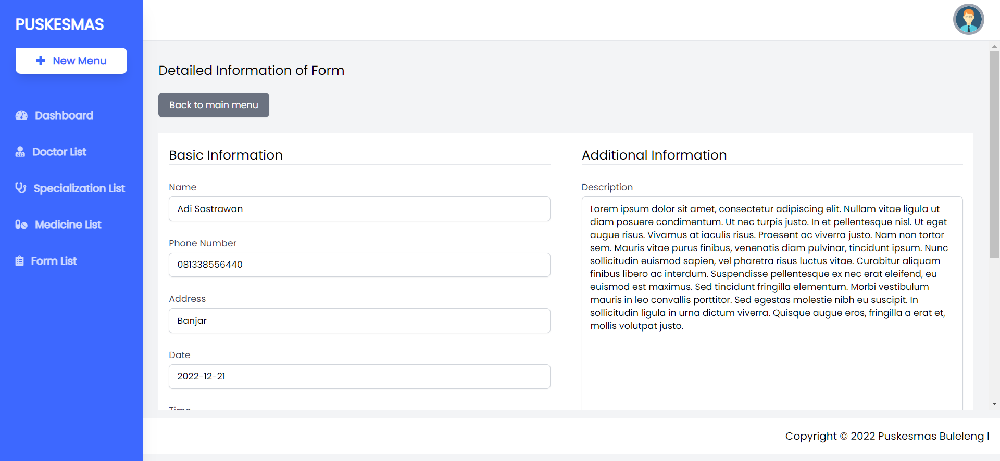 PUSKESMAS
New Menu
Dashboard
Doctor List
Specialization List
Medicine List
Form List
Detailed Information of Form
Back to main menu
Basic Information
Name
Adi Sastrawan
Phone Number
081338556440
Address
Banjar
Date
2022-12-21
Time
Additional Information
Description
Lorem ipsum dolor sit amet, consectetur adipiscing elit. Nullam vitae ligula ut
diam posuere condimentum. Ut nec turpis justo. In et pellentesque nisl. Ut eget
augue risus. Vivamus at iaculis risus. Praesent ac viverra justo. Nam non tortor
sem. Mauris vitae purus finibus, venenatis diam pulvinar, tincidunt ipsum. Nunc
sollicitudin euismod sapien, vel pharetra risus luctus vitae. Curabitur aliquam
finibus libero ac interdum. Suspendisse pellentesque ex nec erat eleifend, eu
euismod est maximus. Sed tincidunt fringilla elementum. Morbi vestibulum
mauris in leo convallis porttitor. Sed egestas molestie nibh eu suscipit. In
sollicitudin ligula in urna dictum viverra. Quisque augue eros, fringilla a erat et,
mollis volutpat justo.
Copyright © 2022 Puskesmas Buleleng I